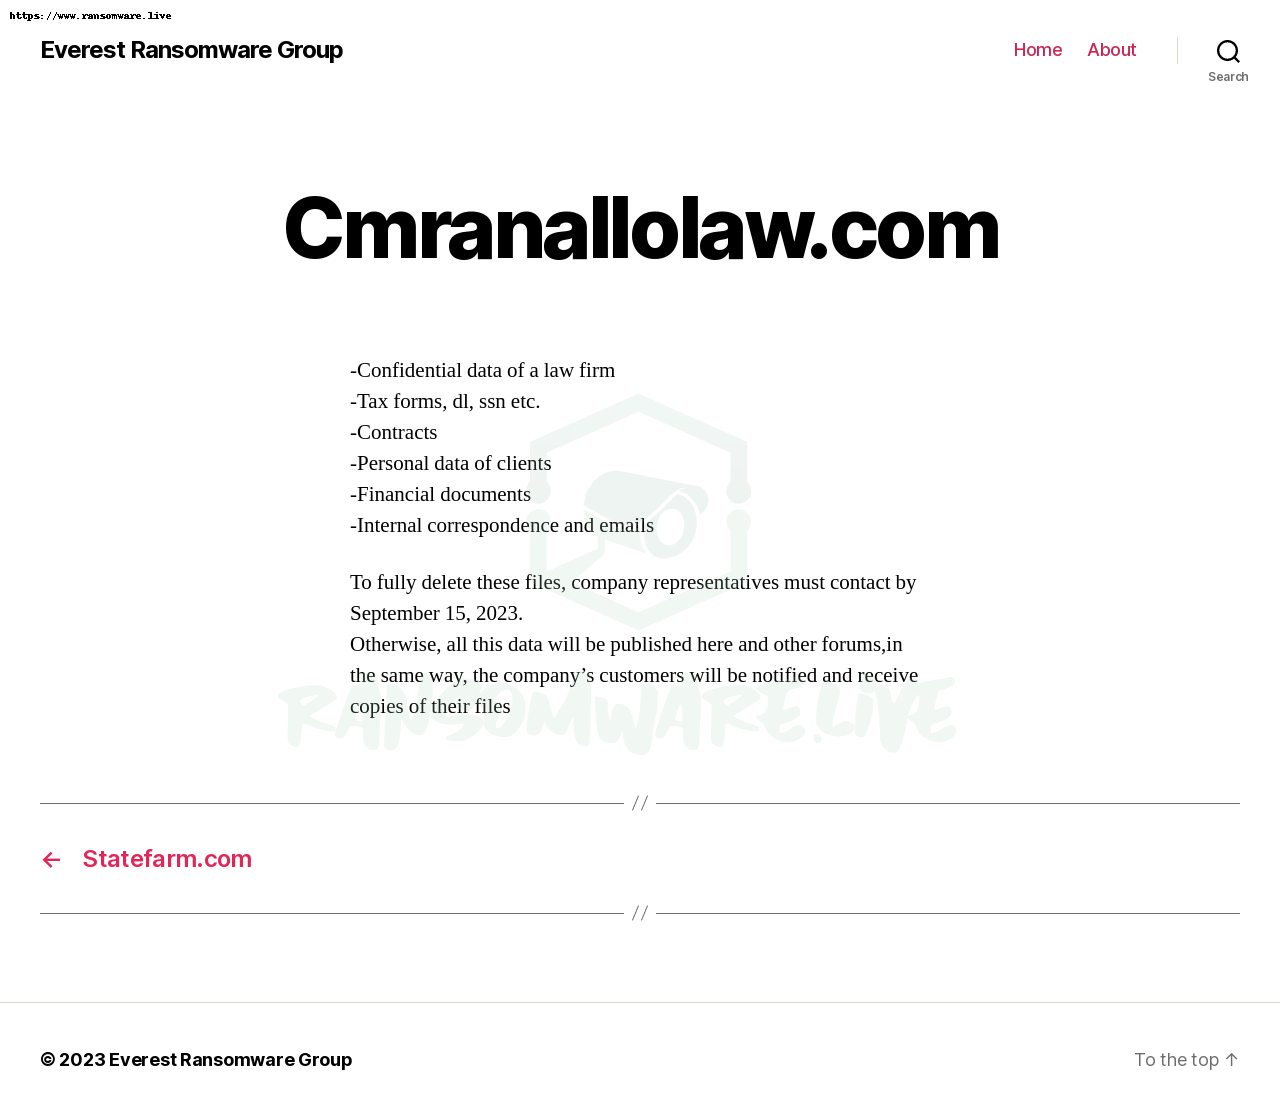 https://www.ransomware.live
Everest Ransomware Group
Home About
Search
Cmranallolaw.com
-Confidential data of a law firm
-Tax forms, dl, ssn etc.
-Contracts
-Personal data of clients
-Financial documents
-Internal correspondence and emails
To fully delete these files, company representatives must contact by
September 15, 2023.
Otherwise, all this data will be published here and other forums,in
the same way, the company’s customers will be notified and receive
copies of their files
RANSOMWARE.LIVE
//
← Statefarm.com
//
© 2023 Everest Ransomware Group
To the top ↑